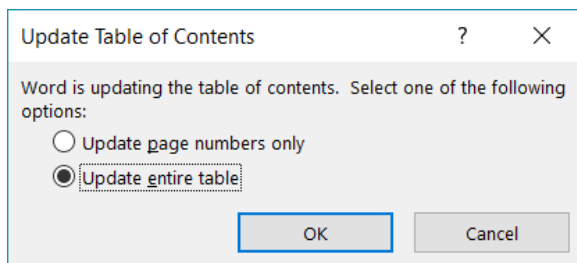 Update Table of Contents ?
Word is updating the table of contents. Select one of the following
options:
Update page numbers only
Update entire table
OK Cancel